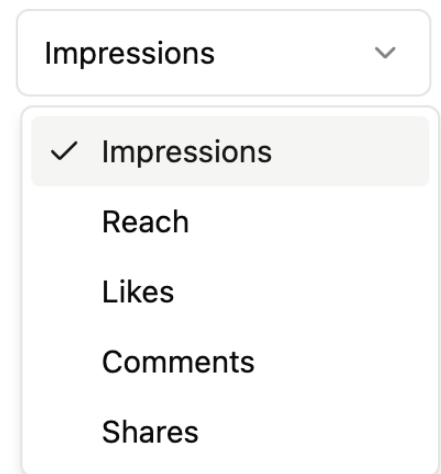 Impressions
Impressions
Reach
Likes
Comments
Shares